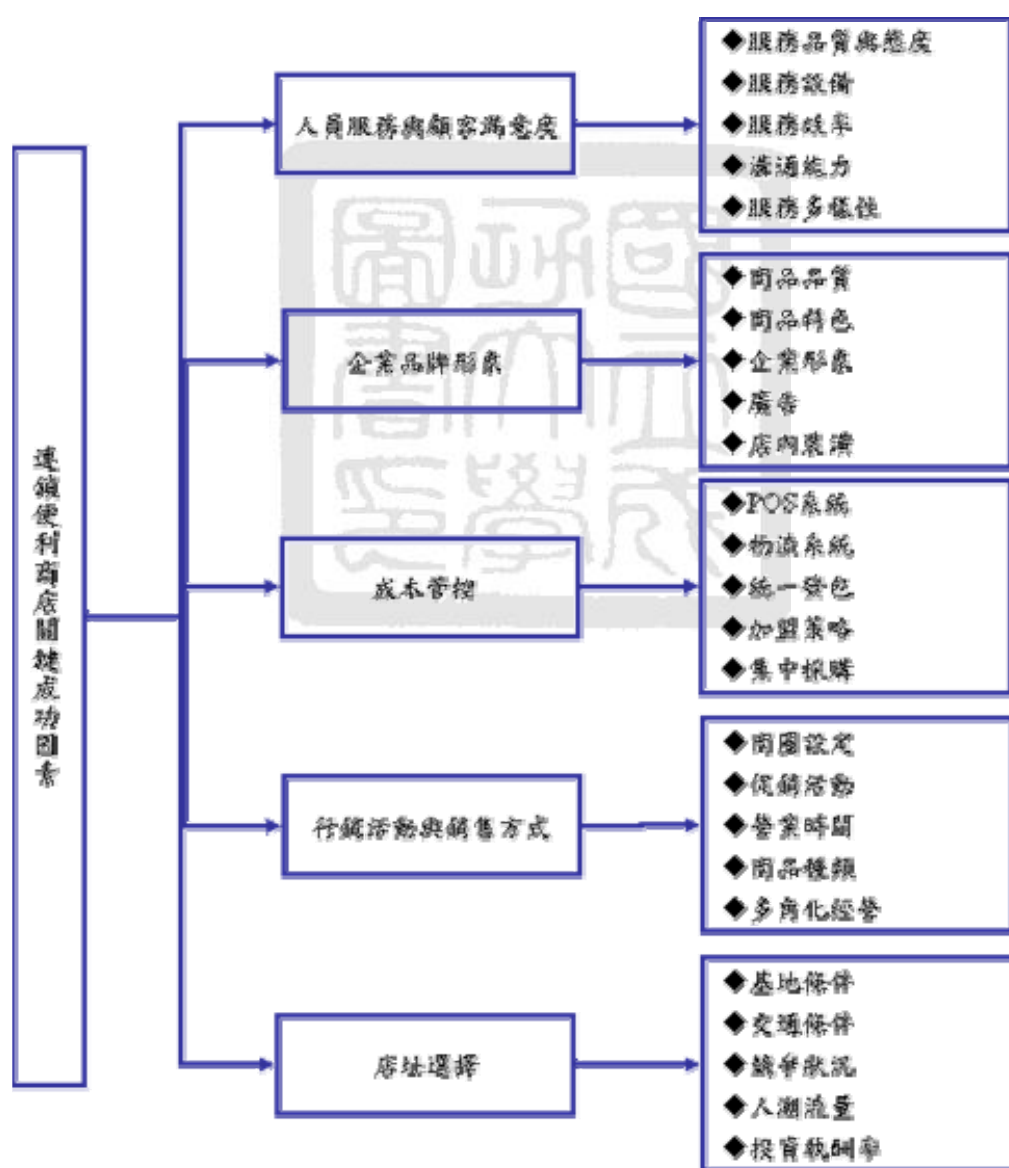 連鎖便利商店關鍵成功因素
人員服務與顧客滿意度
◆服務品質與態度
◆服務設備
◆服務效率
◆溝通能力
◆服務多樣性
企業品牌形象
◆商品品質
◆商品特色
◆企業形象
◆廣告
◆店內裝潢
成本管控
◆POS系統
◆物流系統
◆統一發包
◆加盟策略
◆集中採購
行銷活動與銷售方式
◆商圈設定
◆促銷活動
◆營業時間
◆商品種類
◆多角化經營
店址選擇
◆基地條件
◆交通條件
◆競爭狀況
◆人潮流量
◆投資報酬率